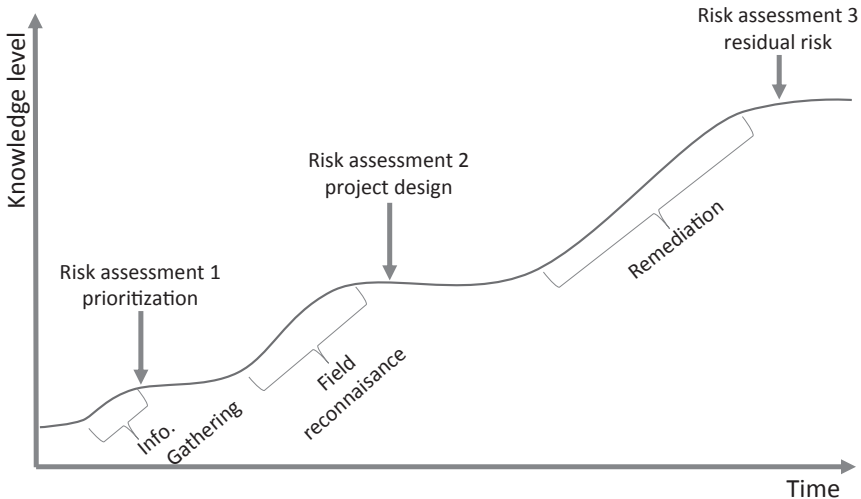 Risk assessment 3
residual risk
Knowledge level
Risk assessment 2
project design
Remediation
Risk assessment 1
prioritization
Field
reconnaisance
Info.
Gathering
Time